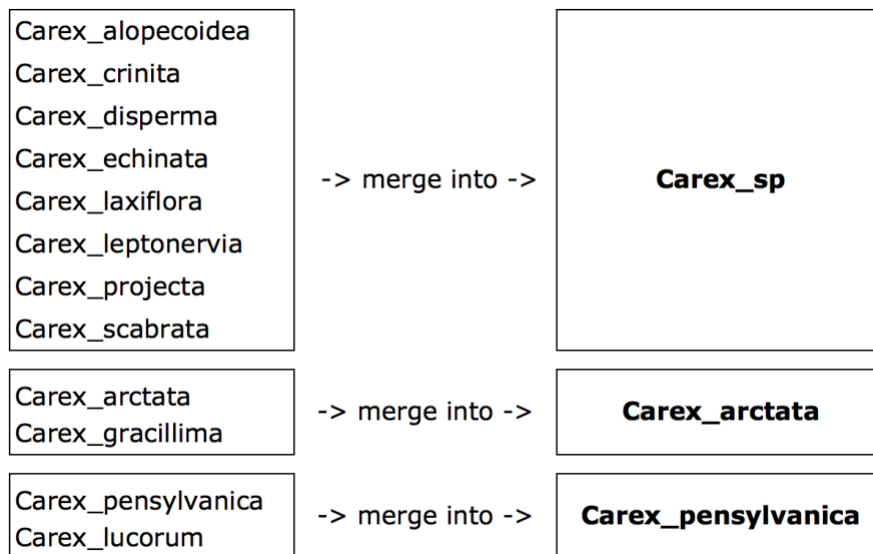 Carex_alopecoidea
Carex_crinita
Carex_disperma
Carex_echinata
Carex_laxiflora
Carex_leptonervia
Carex_projecta
Carex_scabrata
-> merge into ->
Carex_sp
Carex_arctata
Carex_gracillima
-> merge into ->
Carex_arctata
Carex_pensylvanica
Carex_lucorum
-> merge into ->
Carex_pensylvanica